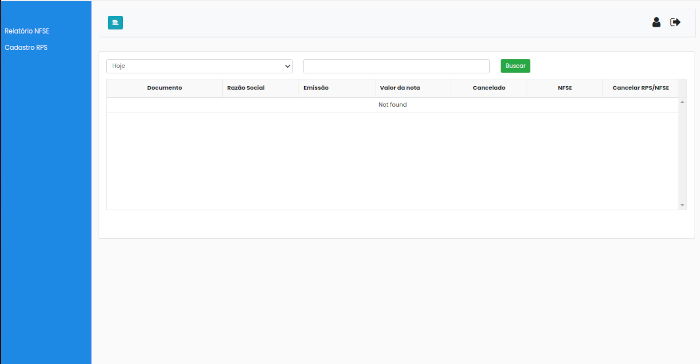 Relatório NFSE
Cadastro RPS
Hoje
Buscar
Documento Razão Social Emissão Valor da nota Cancelado NFSE Cancelar RPS/NFSE
Not found